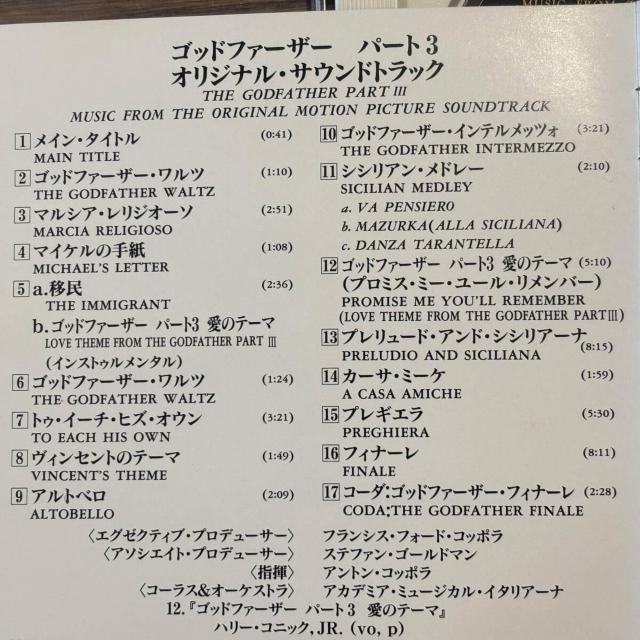 ゴッドファーザー　パート3
オリジナル・サウンドトラック
THE GODFATHER PART III
MUSIC FROM THE ORIGINAL MOTION PICTURE SOUNDTRACK
1 メイン・タイトル (0:41)
MAIN TITLE
2 ゴッドファーザー・ワルツ (1:10)
THE GODFATHER WALTZ
3 マルシア・レリジオーソ (2:51)
MARCIA RELIGIOSO
4 マイケルの手紙 (1:08)
MICHAEL'S LETTER
5 a.移民 (2:36)
THE IMMIGRANT
b.ゴッドファーザー パート3 愛のテーマ
LOVE THEME FROM THE GODFATHER PART III
(インストゥルメンタル)
6 ゴッドファーザー・ワルツ (1:24)
THE GODFATHER WALTZ
7 トゥ・イーチ・ヒズ・オウン (3:21)
TO EACH HIS OWN
8 ヴィンセントのテーマ (1:49)
VINCENT'S THEME
9 アルトベロ (2:09)
ALTOBELLO
10 ゴッドファーザー・インテルメッツォ (3:21)
THE GODFATHER INTERMEZZO
11 シシリアン・メドレー (2:10)
SICILIAN MEDLEY
a. VA PENSIERO
b. MAZURKA(ALLA SICILIANA)
c. DANZA TARANTELLA
12 ゴッドファーザー パート3 愛のテーマ (5:10)
(プロミス・ミー・ユール・リメンバー)
PROMISE ME YOU'LL REMEMBER
(LOVE THEME FROM THE GODFATHER PART III)
13 プレリュード・アンド・シシリアーナ (8:15)
PRELUDIO AND SICILIANA
14 カーサ・ミーケ (1:59)
A CASA AMICHE
15 プレギエラ (5:30)
PREGHIERA
16 フィナーレ (8:11)
FINALE
17 コーダ:ゴッドファーザー・フィナーレ (2:28)
CODA:THE GODFATHER FINALE
〈エグゼクティブ・プロデューサー〉 フランシス・フォード・コッポラ
〈アソシエイト・プロデューサー〉 ステファン・ゴールドマン
〈指揮〉 アントン・コッポラ
〈コーラス&オーケストラ〉 アカデミア・ミュージカル・イタリアーナ
12.『ゴッドファーザー パート3 愛のテーマ』
ハリー・コニック,JR. (vo, p)